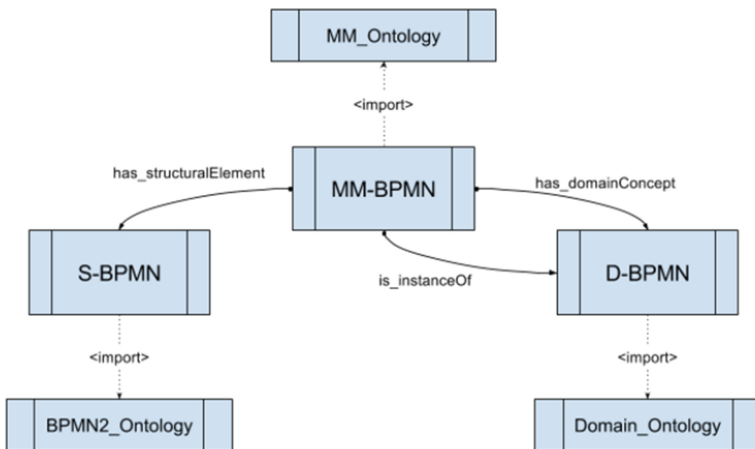 MM_Ontology
<import>
MM-BPMN
has_structuralElement
has_domainConcept
S-BPMN
is_instanceOf
D-BPMN
<import>
<import>
BPMN2_Ontology
Domain_Ontology